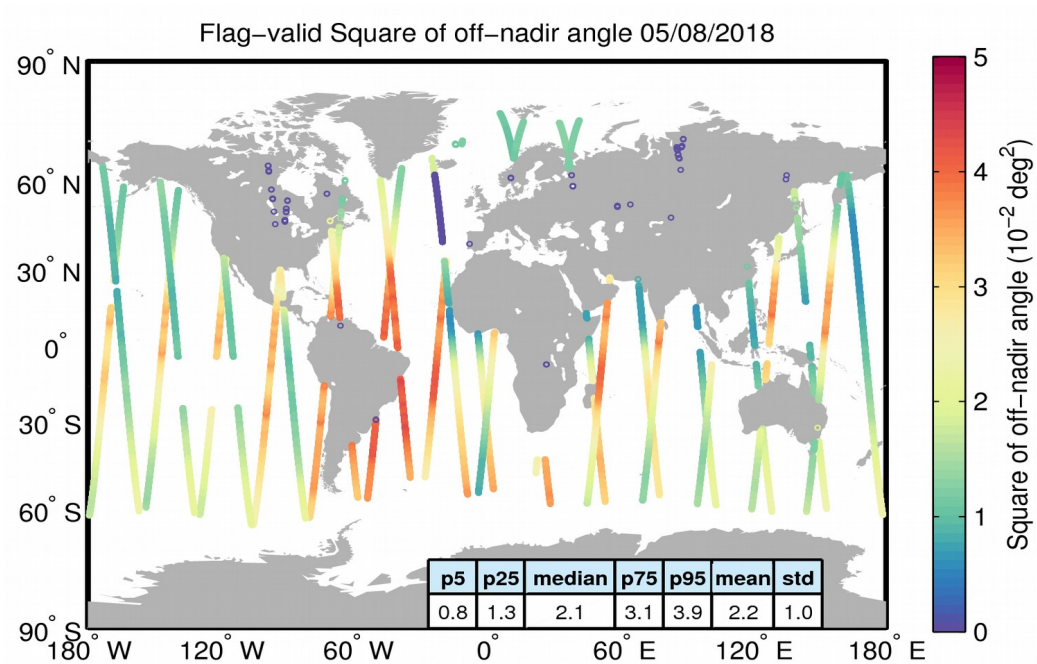 Flag−valid Square of off−nadir angle 05/08/2018
90° N
60° N
30° N
0°
30° S
60° S
90° S
180° W
120° W
60° W
0°
60° E
120° E
180° E
p5 p25 median p75 p95 mean std
0.8 1.3 2.1 3.1 3.9 2.2 1.0
5
4
3
2
1
0
Square of off−nadir angle (10⁻² deg²)